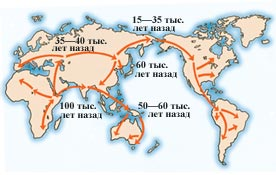 15—35 тыс.
лет назад
35—40 тыс.
лет назад
60 тыс.
лет назад
100 тыс.
лет назад
50—60 тыс.
лет назад